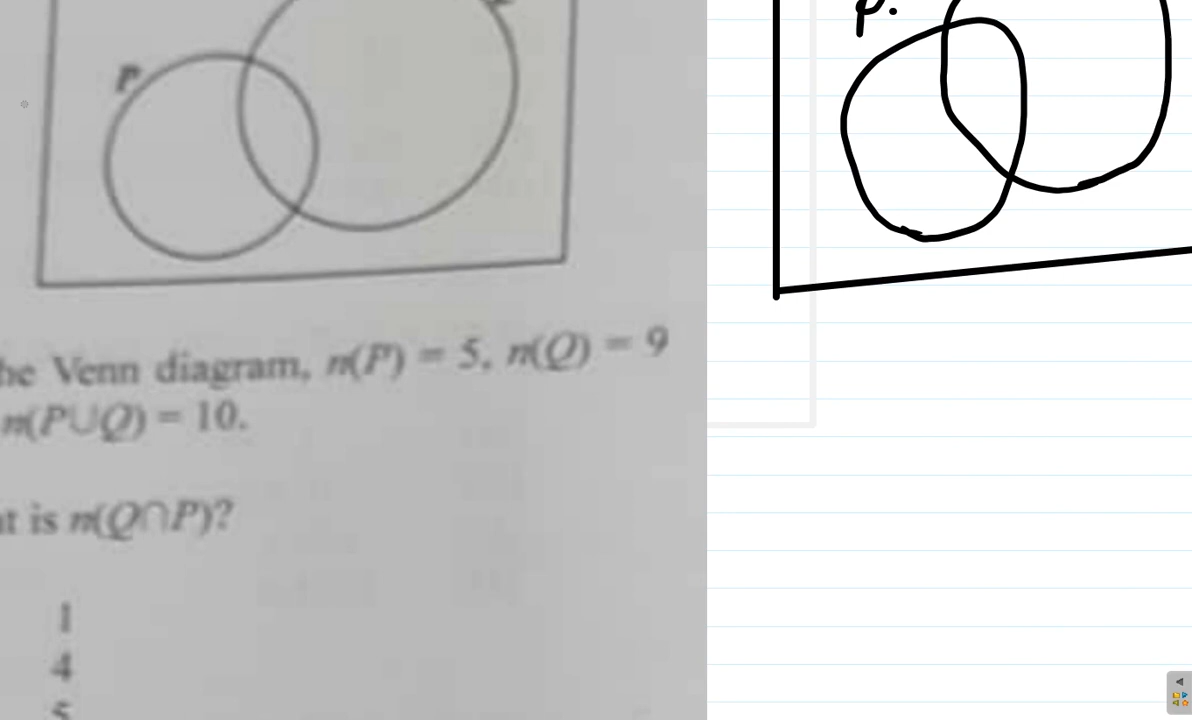 P
P.
he Venn diagram, n(P) = 5, n(Q) = 9
n(P∪Q) = 10.
t is n(Q∩P)?
1
4
5